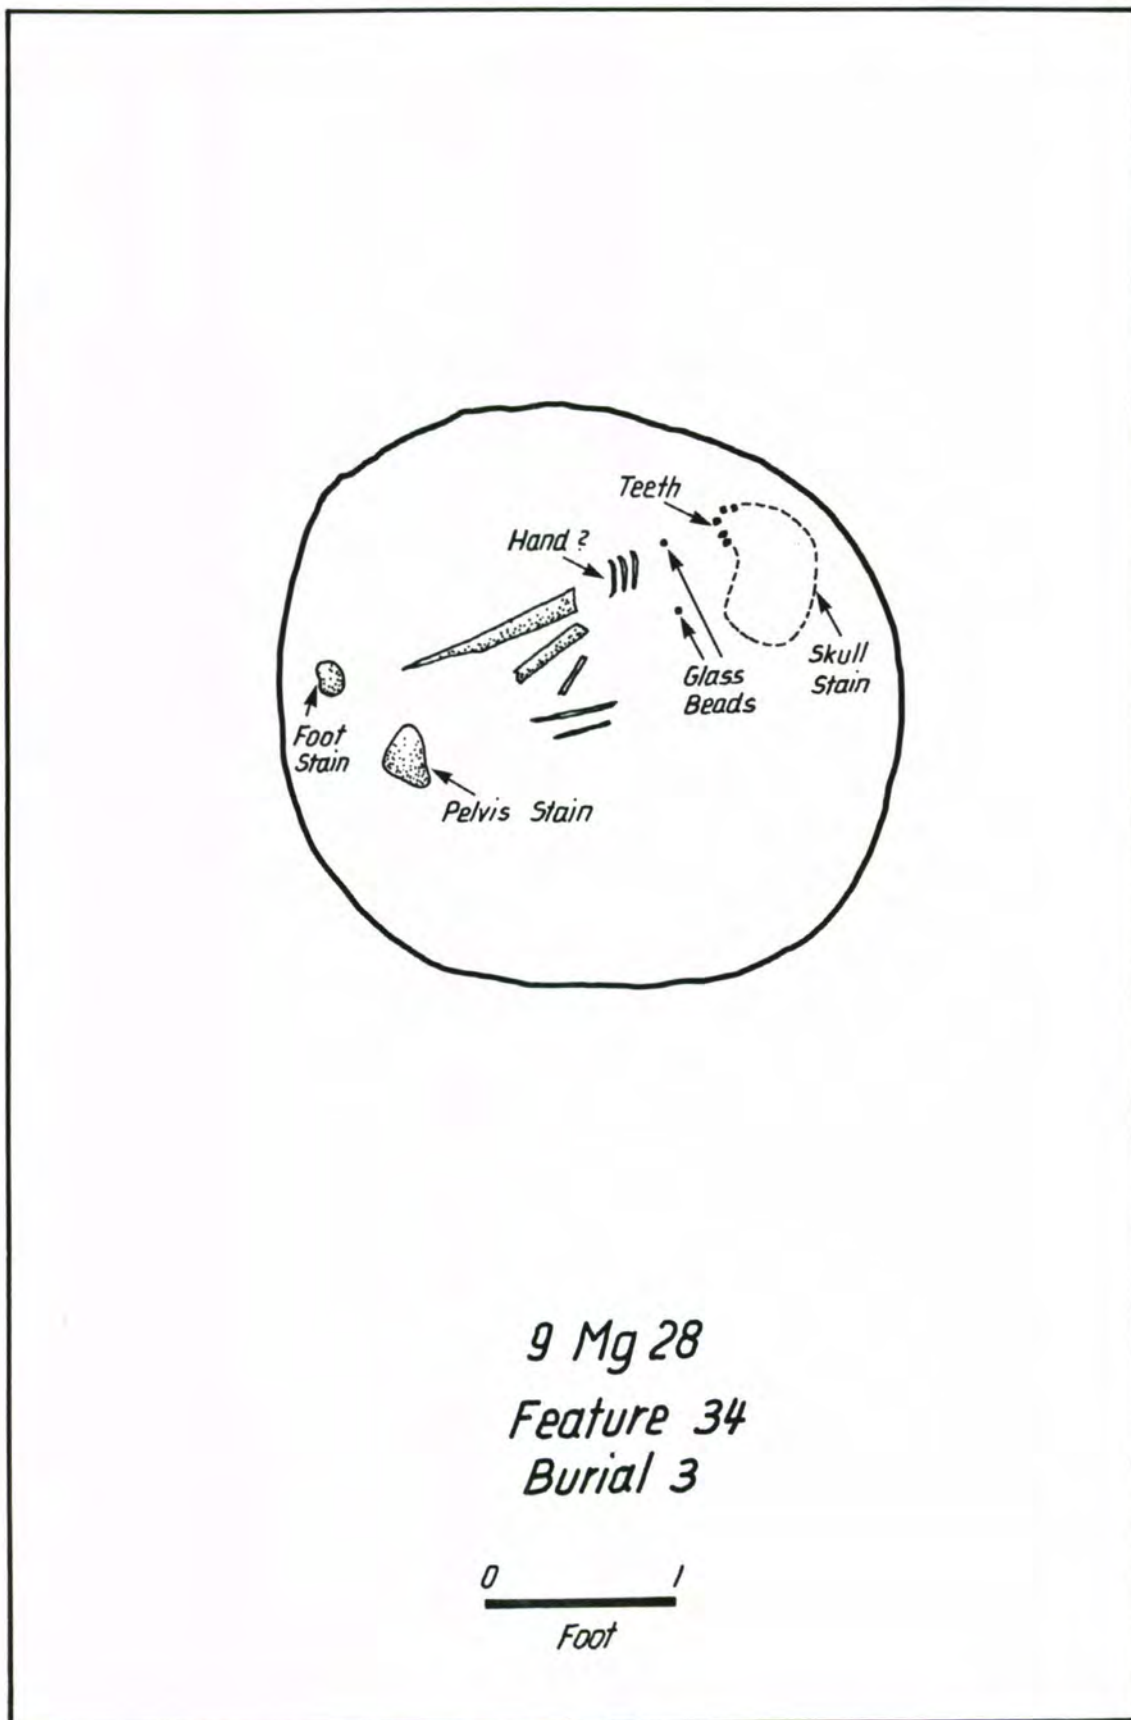 Teeth
Hand ?
Skull
Stain
Glass
Beads
Foot
Stain
Pelvis Stain
9 Mg 28
Feature 34
Burial 3
0 1
Foot